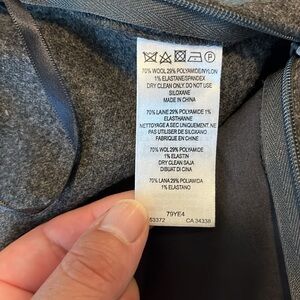 P
70% WOOL 29% POLYAMIDE/NYLON
1% ELASTANE/SPANDEX
DRY CLEAN ONLY, DO NOT USE
SILOXANE
MADE IN CHINA
70% LAINE 29% POLYAMIDE 1%
ELASTHANNE
NETTOYAGE A SEC UNIQUEMENT, NE
PAS UTILISER DE SILOXANE
FABRIQUE EN CHINE
70% WOL 29% POLYAMIDE
1% ELASTIN
DRY CLEAN SAJA
DIBUAT DI CINA
70% LANA 29% POLIAMIDA
1% ELASTANO
79YE4
53372 CA 34338